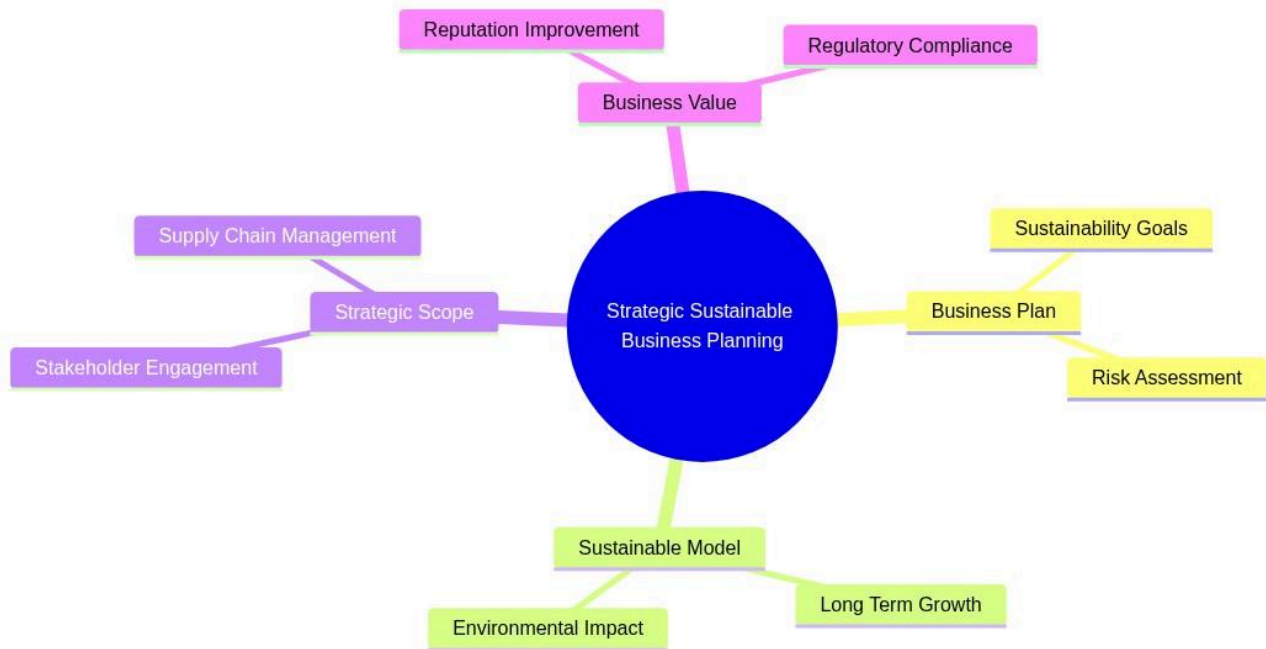 Reputation Improvement
Regulatory Compliance
Business Value
Supply Chain Management
Sustainability Goals
Strategic Scope
Strategic Sustainable
Business Planning
Business Plan
Stakeholder Engagement
Risk Assessment
Sustainable Model
Long Term Growth
Environmental Impact